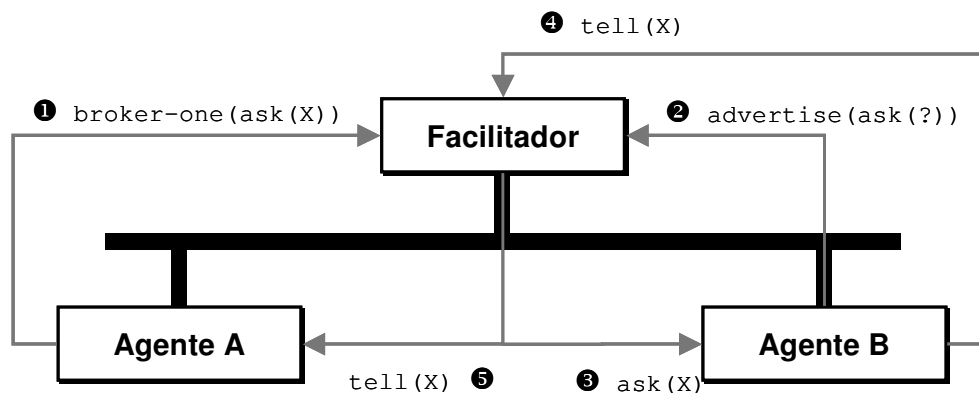 ❹ tell(X)
❶ broker-one(ask(X))
❷ advertise(ask(?))
Facilitador
Agente A
Agente B
tell(X) ❺
❸ ask(X)